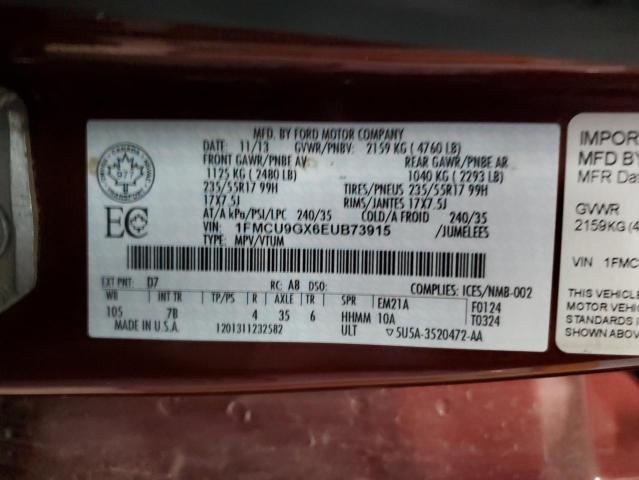 MFD. BY FORD MOTOR COMPANY
DATE: 11/13 GVWR/PNBV: 2159 KG ( 4760 LB)
FRONT GAWR/PNBE AV REAR GAWR/PNBE AR
1125 KG ( 2480 LB) 1040 KG ( 2293 LB)
235/55R17 99H TIRES/PNEUS 235/55R17 99H
17X7.5J RIMS/JANTES 17X7.5J
AT/A kPa/PSI/LPC 240/35 COLD/A FROID 240/35
VIN: 1FMCU9GX6EUB73915 /JUMELEES
TYPE: MPV/VTUM
EC
CANADA
EXT PNT: D7 RC: A8 DSO: COMPLIES: ICES/NMB-002
WB INT TR TP/PS R AXLE TR SPR EM21A F0124
105 7B 4 35 6 HHMM 10A T0324
MADE IN U.S.A. 1201311232582 ULT 5U5A-3520472-AA
IMPOR
MFD BY
MFR Dat
GVWR
2159KG (4
VIN 1FMC
THIS VEHICLE
MOTOR VEHIC
STANDARDS I
SHOWN ABOV